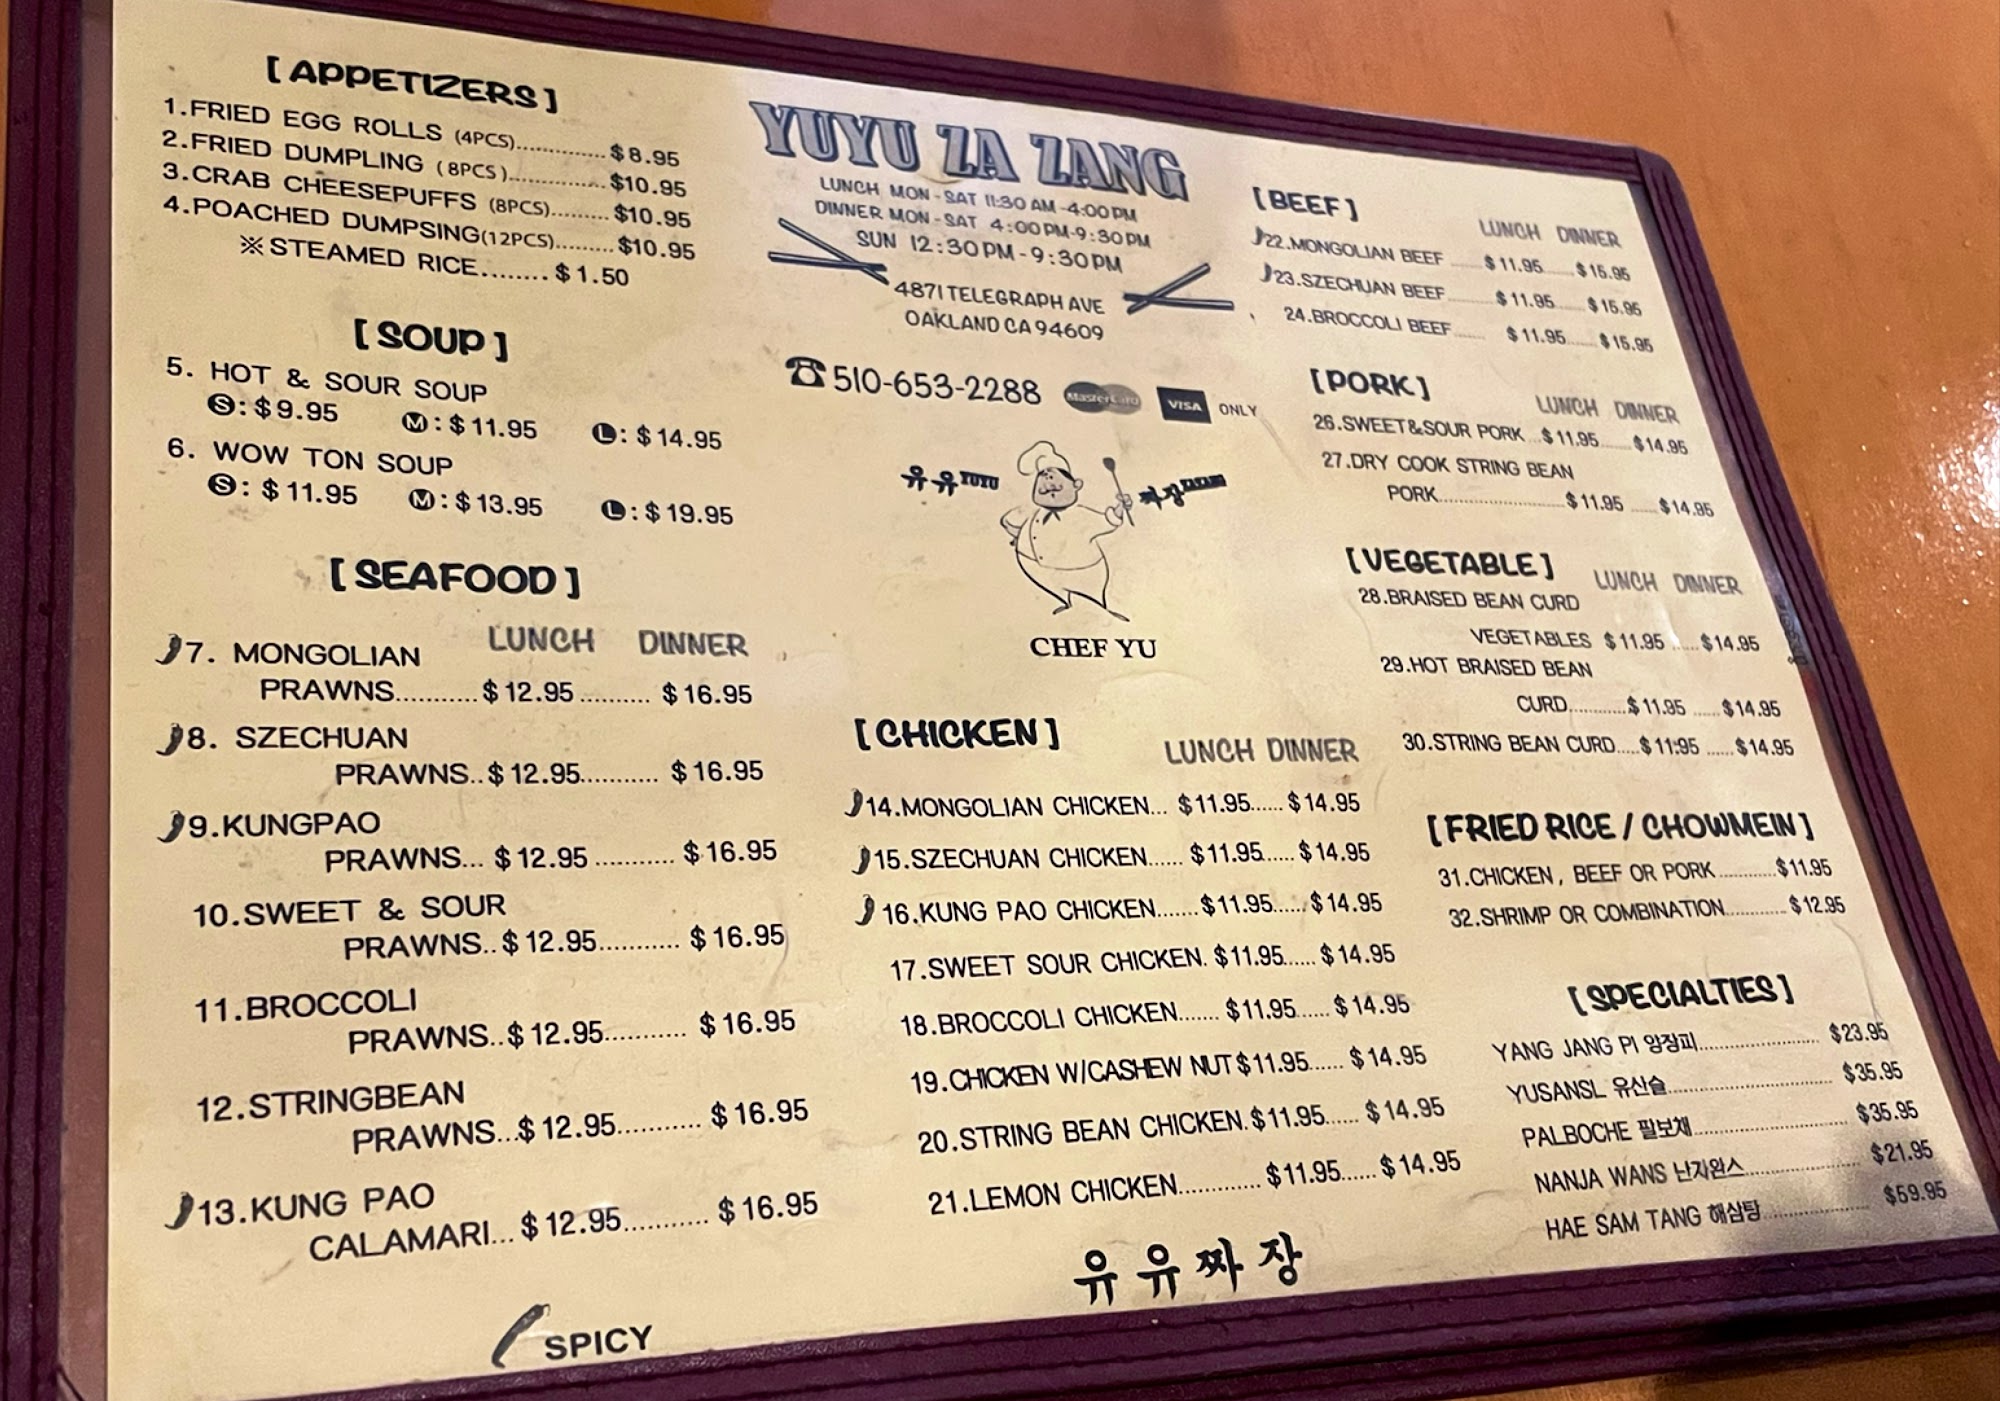 [ APPETIZERS ]
1.FRIED EGG ROLLS (4PCS)..............$8.95
2.FRIED DUMPLING (8PCS)...............$10.95
3.CRAB CHEESEPUFFS (8PCS).........$10.95
4.POACHED DUMPSING(12PCS).........$10.95
※STEAMED RICE........$1.50
[ SOUP ]
5. HOT & SOUR SOUP
Ⓢ: $9.95 Ⓜ: $11.95 Ⓛ: $14.95
6. WOW TON SOUP
Ⓢ: $11.95 Ⓜ: $13.95 Ⓛ: $19.95
[ SEAFOOD ]
LUNCH DINNER
7. MONGOLIAN
PRAWNS...........$12.95..........$16.95
8. SZECHUAN
PRAWNS..$12.95...........$16.95
9.KUNGPAO
PRAWNS...$12.95...........$16.95
10.SWEET & SOUR
PRAWNS..$12.95...........$16.95
11.BROCCOLI
PRAWNS..$12.95...........$16.95
12.STRINGBEAN
PRAWNS...$12.95...........$16.95
13.KUNG PAO
CALAMARI...$12.95...........$16.95
SPICY
YUYU ZA ZANG
LUNCH MON-SAT 11:30 AM-4:00 PM
DINNER MON-SAT 4:00PM-9:30PM
SUN 12:30PM-9:30PM
4871 TELEGRAPH AVE
OAKLAND CA 94609
☎510-653-2288 MasterCard VISA ONLY
유유 YUYU 짜장
CHEF YU
[ CHICKEN ]
LUNCH DINNER
14.MONGOLIAN CHICKEN...$11.95......$14.95
15.SZECHUAN CHICKEN......$11.95......$14.95
16.KUNG PAO CHICKEN.......$11.95......$14.95
17.SWEET SOUR CHICKEN.$11.95......$14.95
18.BROCCOLI CHICKEN.......$11.95......$14.95
19.CHICKEN W/CASHEW NUT$11.95......$14.95
20.STRING BEAN CHICKEN.$11.95......$14.95
21.LEMON CHICKEN.............$11.95......$14.95
유유짜장
[ BEEF ]
LUNCH DINNER
22.MONGOLIAN BEEF......$11.95......$15.95
23.SZECHUAN BEEF.........$11.95......$15.95
24.BROCCOLI BEEF......$11.95......$15.95
[ PORK ]
LUNCH DINNER
26.SWEET&SOUR PORK...$11.95......$14.95
27.DRY COOK STRING BEAN
PORK........................$11.95......$14.95
[ VEGETABLE ]
LUNCH DINNER
28.BRAISED BEAN CURD
VEGETABLES $11.95......$14.95
29.HOT BRAISED BEAN
CURD............$11.95......$14.95
30.STRING BEAN CURD.....$11.95......$14.95
[ FRIED RICE / CHOWMEIN ]
31.CHICKEN, BEEF OR PORK............$11.95
32.SHRIMP OR COMBINATION.............$12.95
[ SPECIALTIES ]
YANG JANG PI 양장피..........................$23.95
YUSANSL 유산슬....................................$35.95
PALBOCHE 팔보채..................................$35.95
NANJA WANS 난자완스.........................$21.95
HAE SAM TANG 해삼탕.......................$59.95